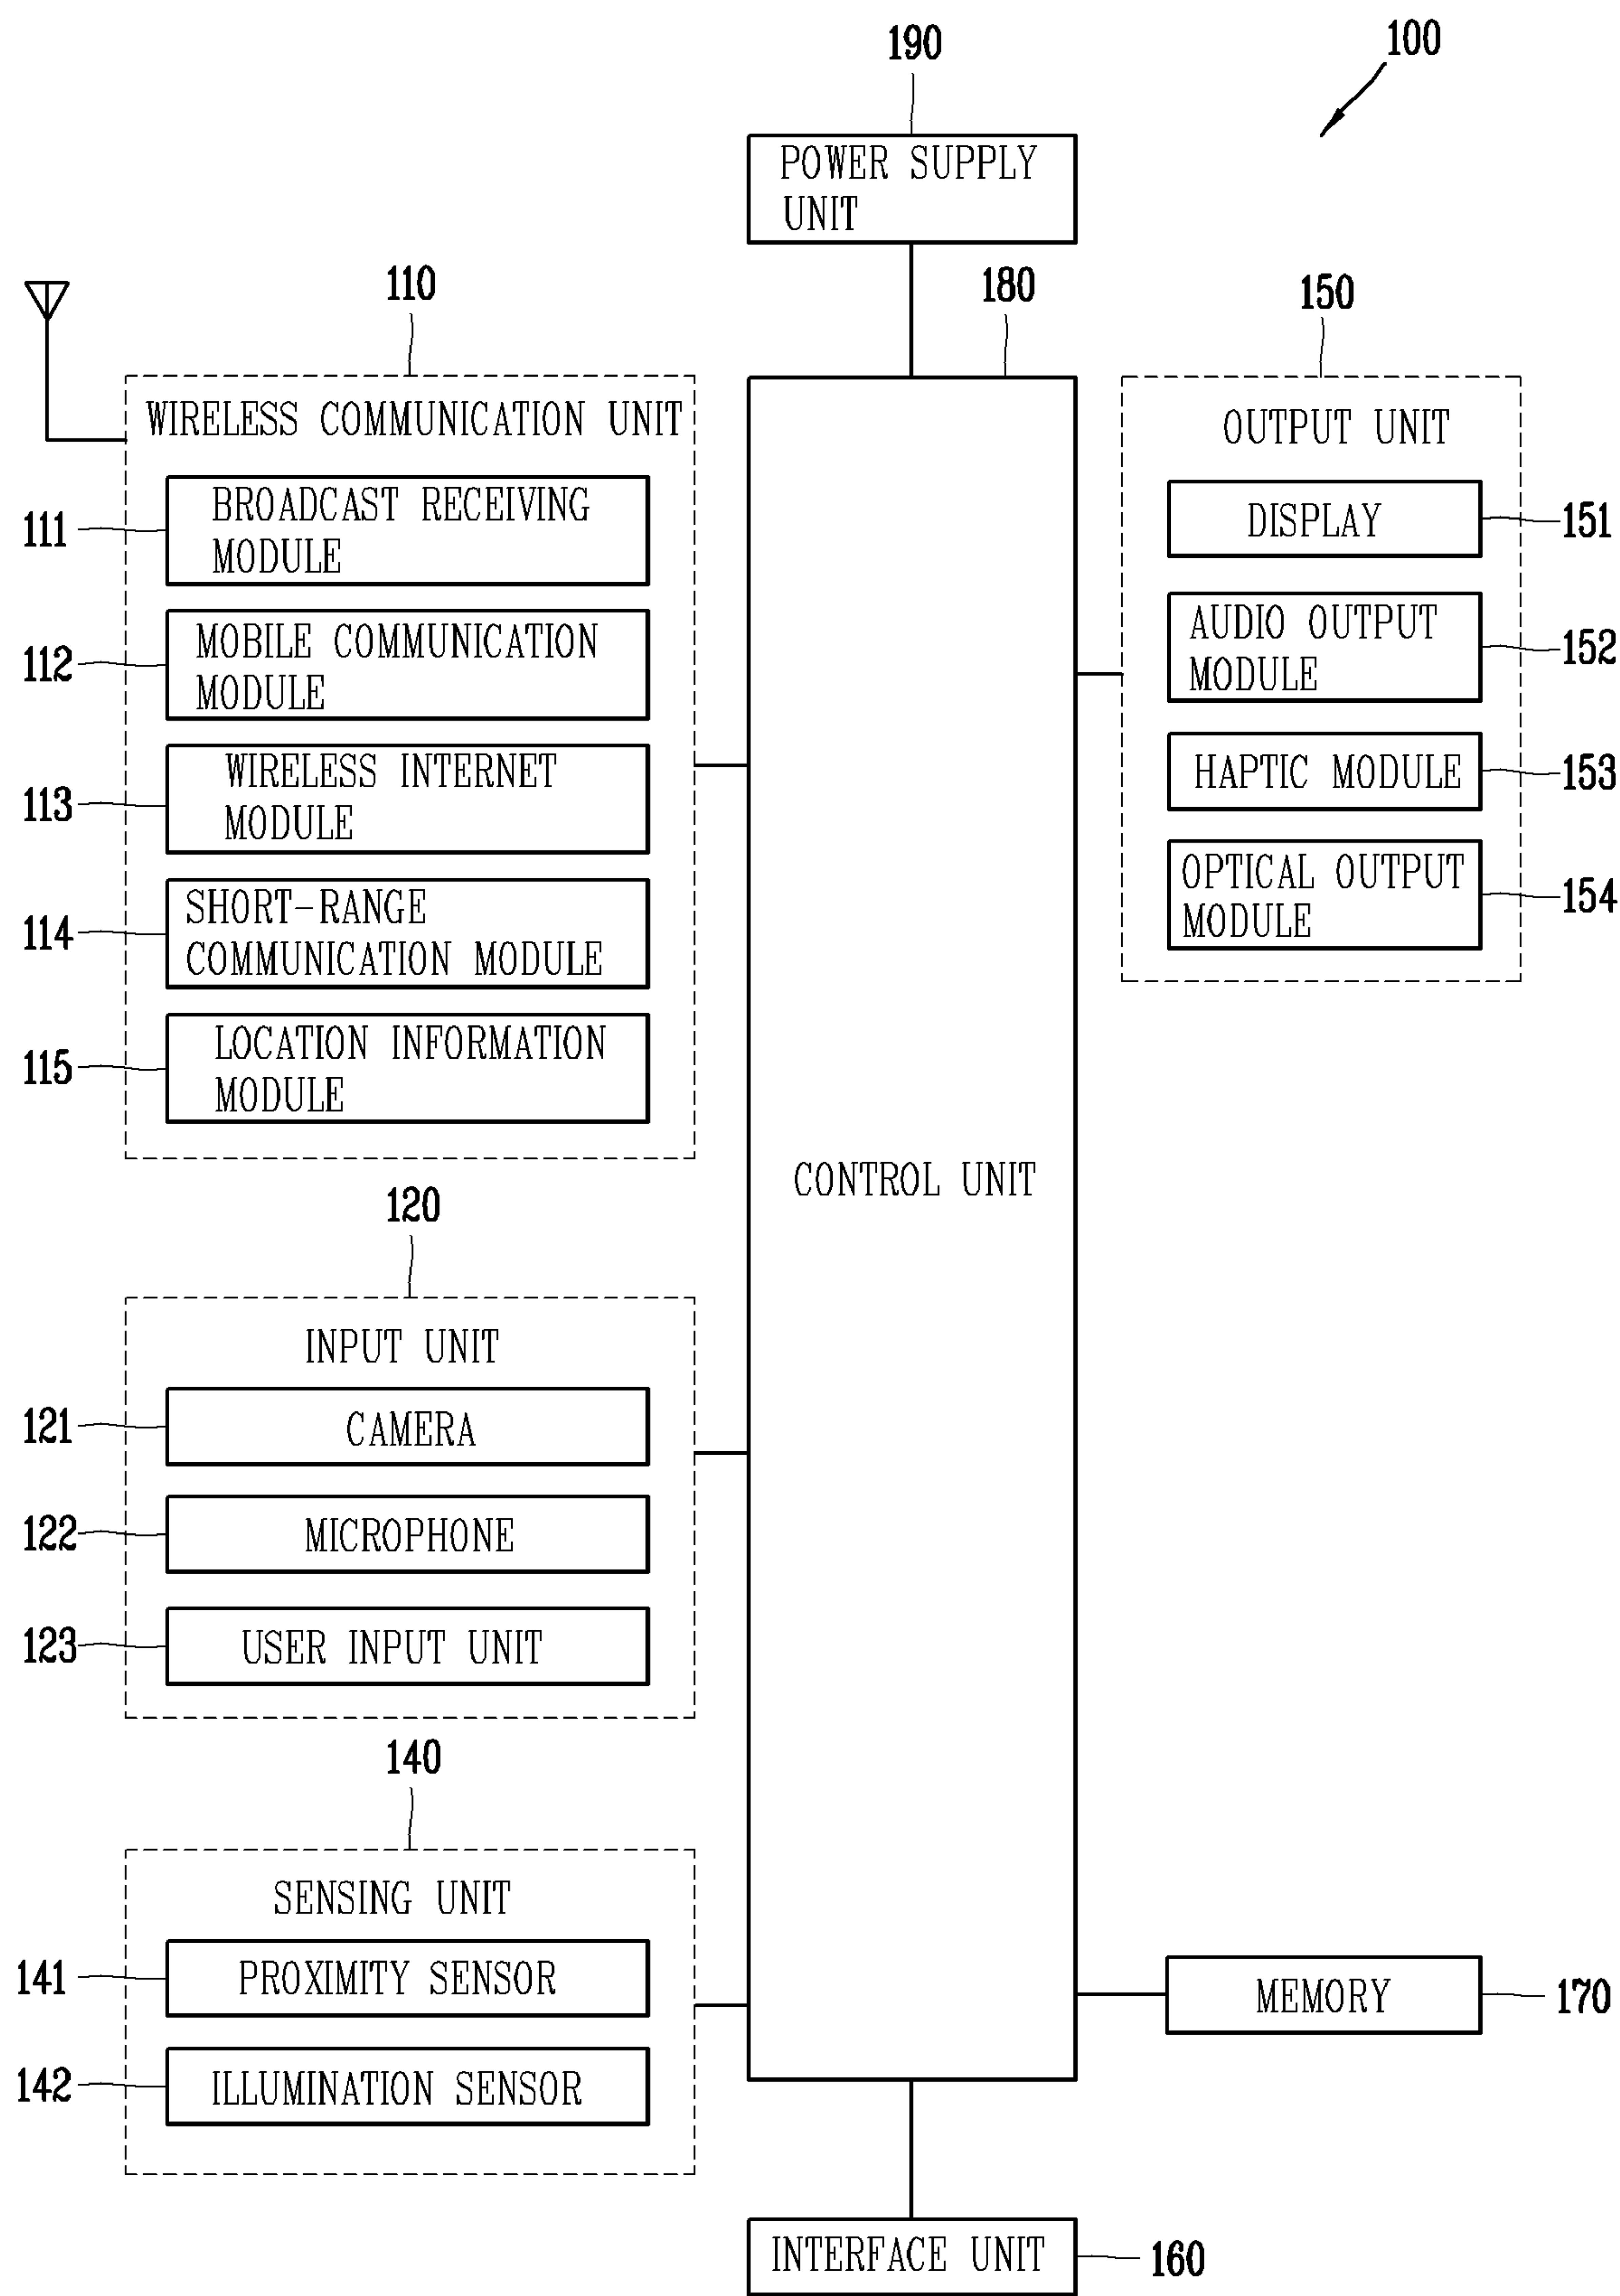 190
100
POWER SUPPLY
UNIT
110
180
150
WIRELESS COMMUNICATION UNIT
111
BROADCAST RECEIVING
MODULE
112
MOBILE COMMUNICATION
MODULE
113
WIRELESS INTERNET
MODULE
114
SHORT-RANGE
COMMUNICATION MODULE
115
LOCATION INFORMATION
MODULE
OUTPUT UNIT
DISPLAY
151
AUDIO OUTPUT
MODULE
152
HAPTIC MODULE
153
OPTICAL OUTPUT
MODULE
154
CONTROL UNIT
120
INPUT UNIT
121
CAMERA
122
MICROPHONE
123
USER INPUT UNIT
140
SENSING UNIT
141
PROXIMITY SENSOR
142
ILLUMINATION SENSOR
MEMORY
170
INTERFACE UNIT
160